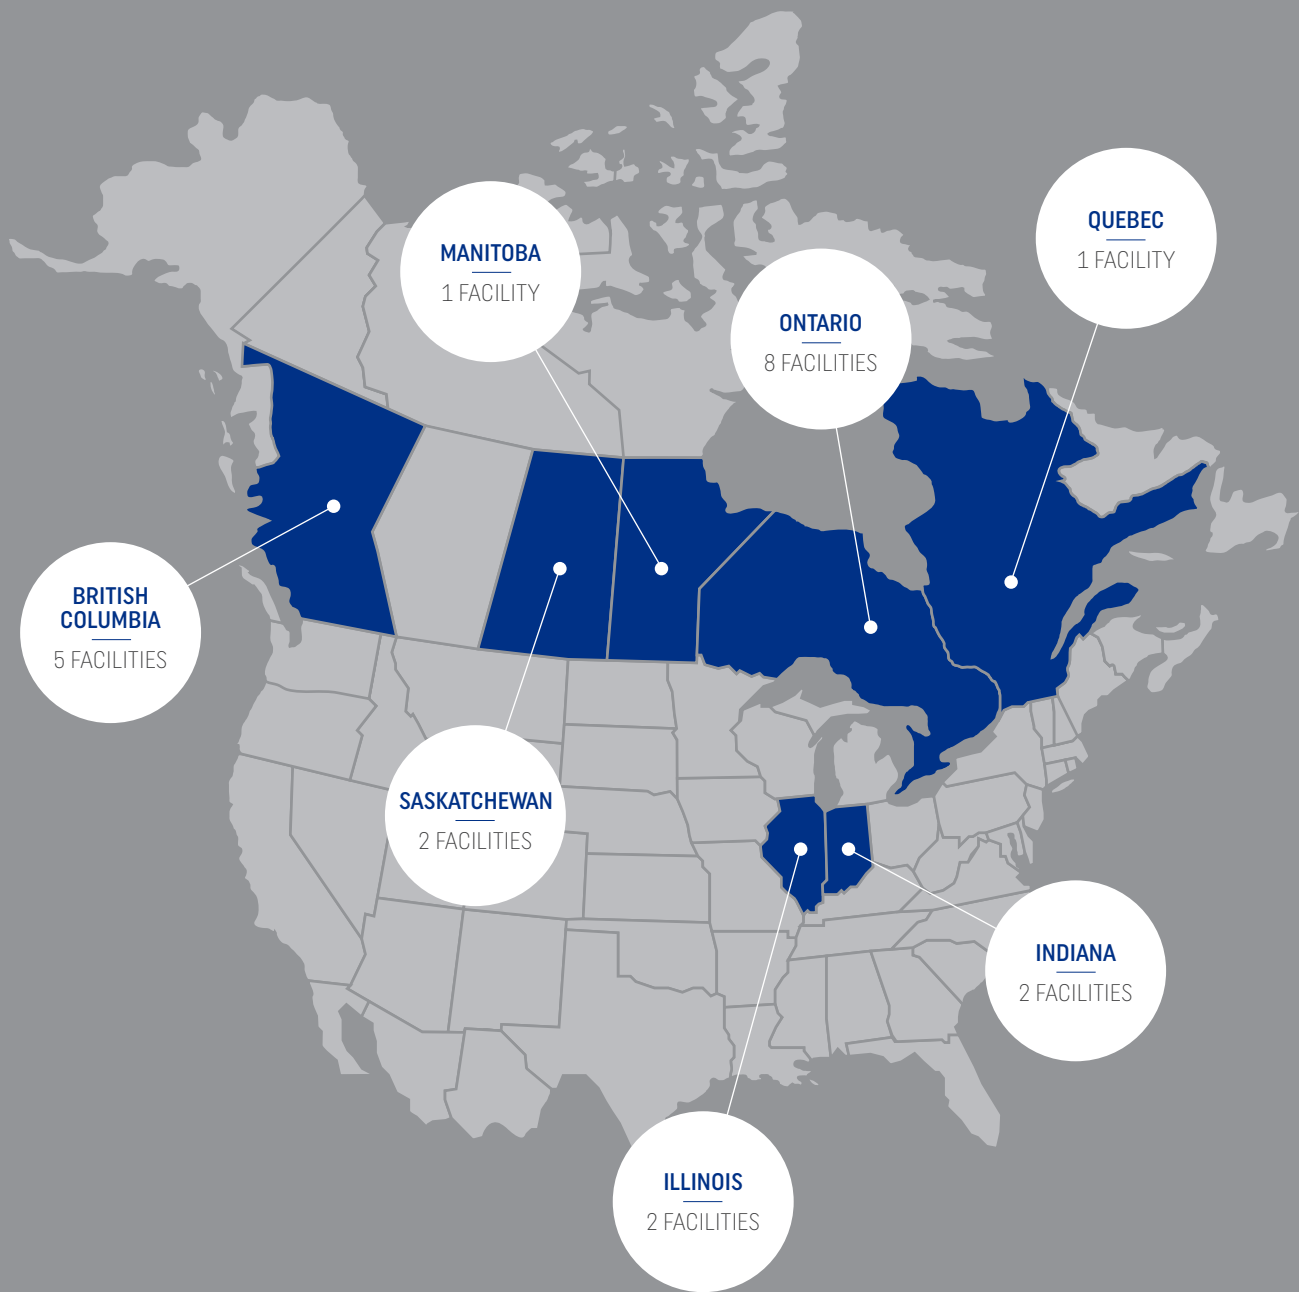 QUEBEC
1 FACILITY
MANITOBA
1 FACILITY
ONTARIO
8 FACILITIES
BRITISH
COLUMBIA
5 FACILITIES
SASKATCHEWAN
2 FACILITIES
INDIANA
2 FACILITIES
ILLINOIS
2 FACILITIES